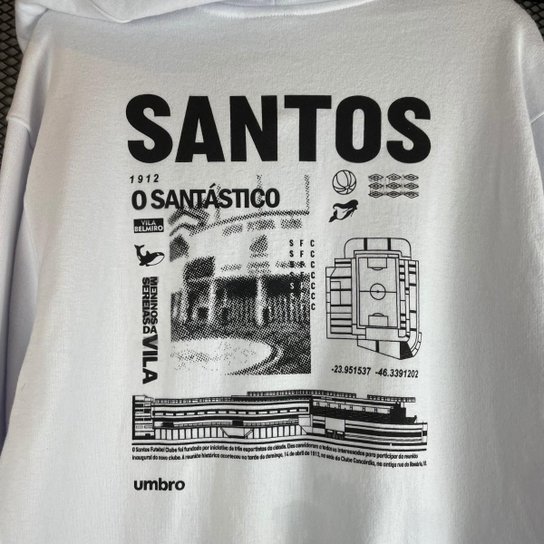 SANTOS
1912
O SANTÁSTICO
VILA
BELMIRO
S F C
S F C
S F C
S F C
S F C
C
MENINOS A
SEREIAS DA
VILA
-23.951537 -46.3391202
O Santos Futebol Clube foi fundado por iniciativa de três esportistas da cidade. Eles convidaram a todos os interessados para participar da reunião
inaugural do novo clube. A reunião histórica aconteceu na tarde de domingo, 14 de abril de 1912, na sede do Clube Concórdia, na antiga rua do Rosário, 18
umbro